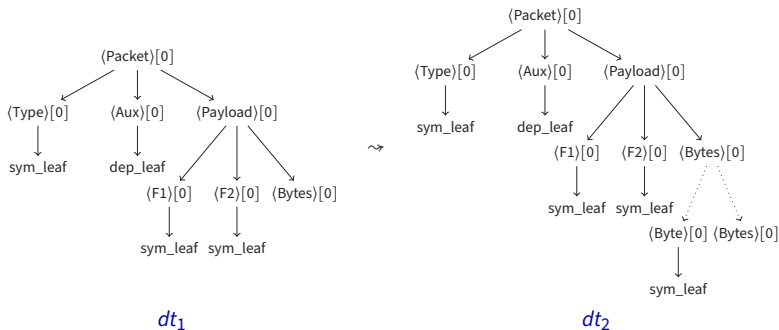 ⟨Packet⟩[0]
⟨Type⟩[0] ⟨Aux⟩[0] ⟨Payload⟩[0]
sym_leaf dep_leaf
⟨F1⟩[0] ⟨F2⟩[0] ⟨Bytes⟩[0]
sym_leaf sym_leaf
dt1
⇝
⟨Packet⟩[0]
⟨Type⟩[0] ⟨Aux⟩[0] ⟨Payload⟩[0]
sym_leaf dep_leaf
⟨F1⟩[0] ⟨F2⟩[0] ⟨Bytes⟩[0]
sym_leaf sym_leaf
⟨Byte⟩[0] ⟨Bytes⟩[0]
sym_leaf
dt2